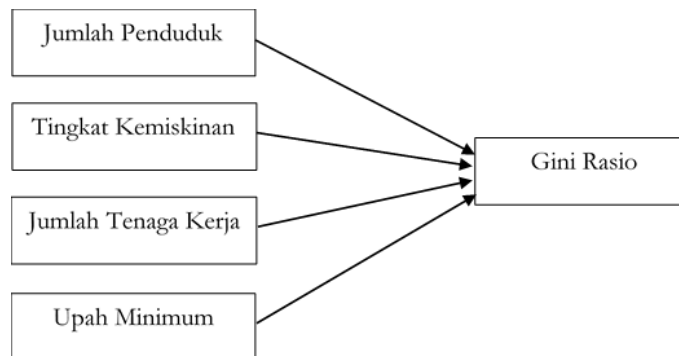 Jumlah Penduduk
Tingkat Kemiskinan
Gini Rasio
Jumlah Tenaga Kerja
Upah Minimum